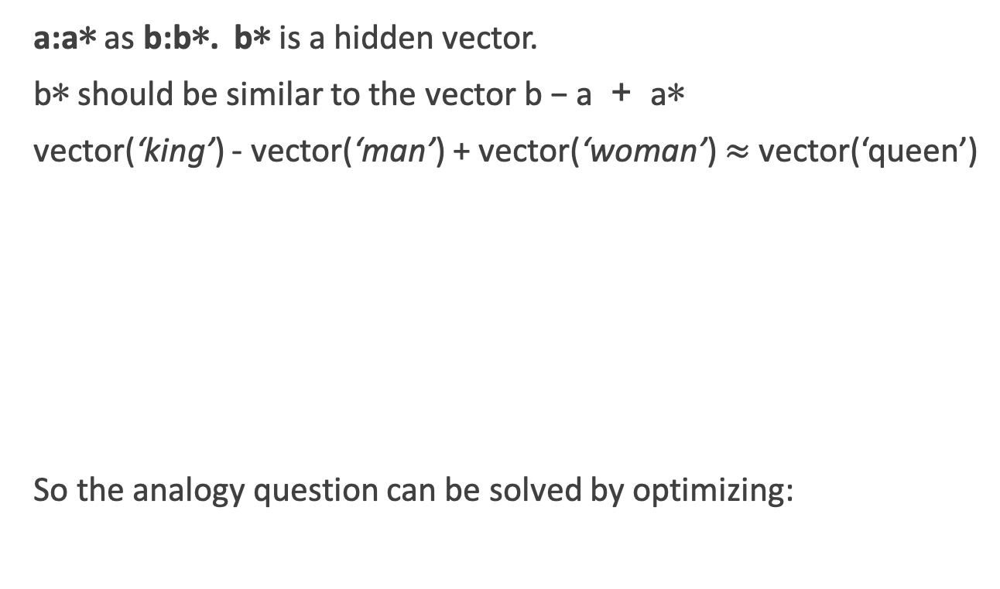 a:a* as b:b*. b* is a hidden vector.
b* should be similar to the vector b − a + a*
vector(‘king’) - vector(‘man’) + vector(‘woman’) ≈ vector(‘queen’)
So the analogy question can be solved by optimizing: